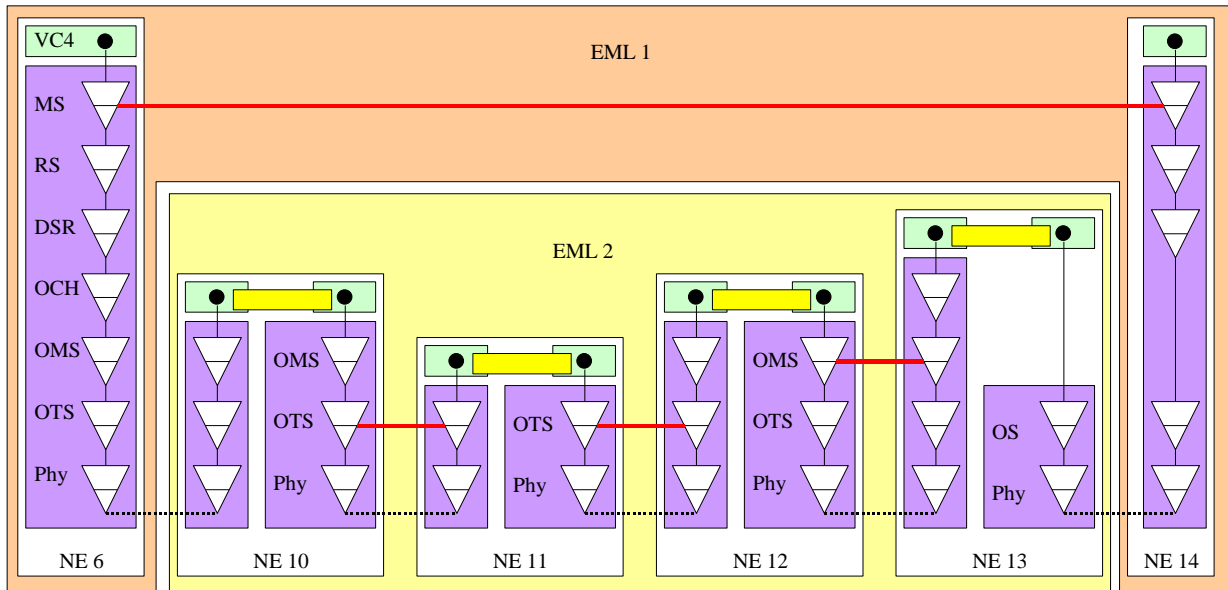 VC4
EML 1
MS
RS
DSR
EML 2
OCH
OMS
OMS
OMS
OTS
OTS
OTS
OTS
OS
Phy
Phy
Phy
Phy
Phy
NE 6
NE 10
NE 11
NE 12
NE 13
NE 14